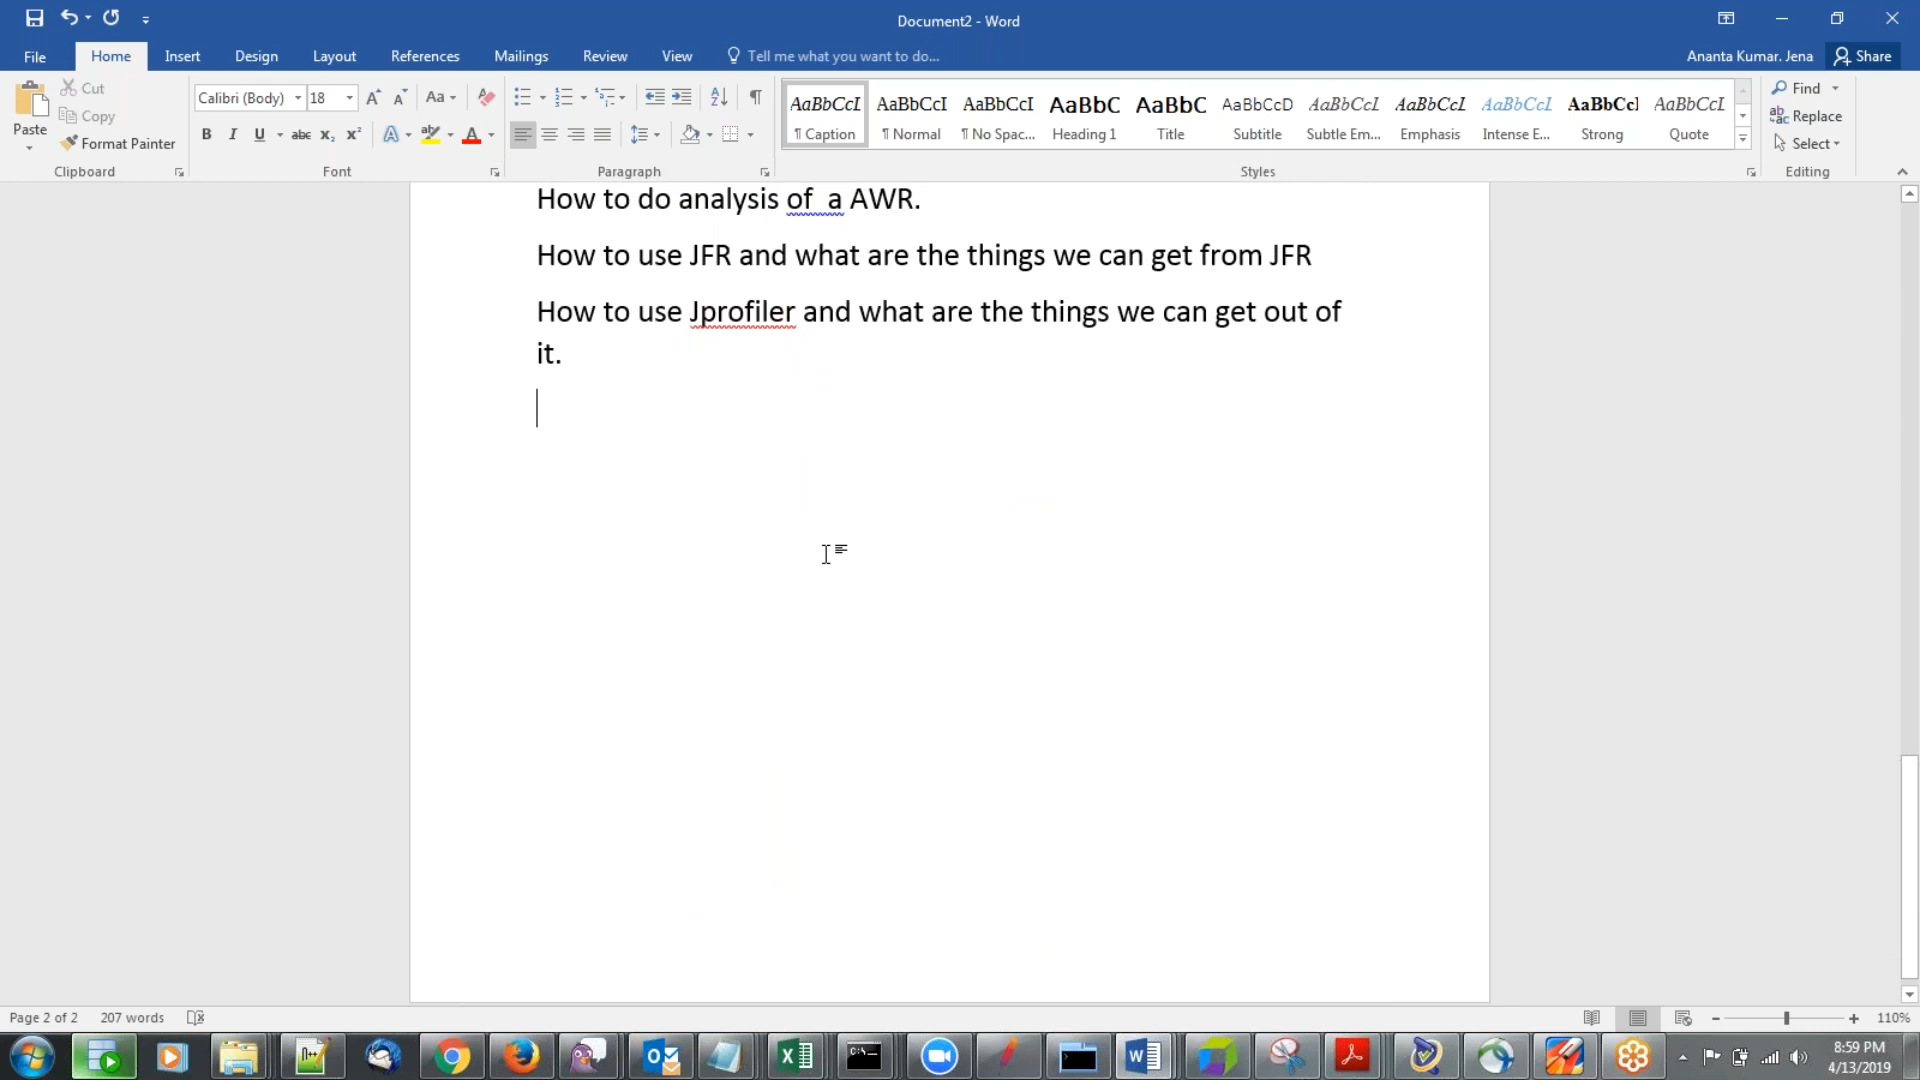 Document2 - Word
File Home Insert Design Layout References Mailings Review View Tell me what you want to do... Ananta Kumar. Jena Share
Paste Cut Copy Format Painter
Calibri (Body) 18 Aa
B I U abc x₂ x² A A
AaBbCcI AaBbCcI AaBbCcI AaBbC AaBbC AaBbCcD AaBbCcI AaBbCcI AaBbCcI AaBbCcI AaBbCcI
¶ Caption ¶ Normal ¶ No Spac... Heading 1 Title Subtitle Subtle Em... Emphasis Intense E... Strong Quote
Find Replace Select
Clipboard Font Paragraph Styles Editing
How to do analysis of  a AWR.
How to use JFR and what are the things we can get from JFR
How to use Jprofiler and what are the things we can get out of
it.
Page 2 of 2 207 words 110%
8:59 PM
4/13/2019